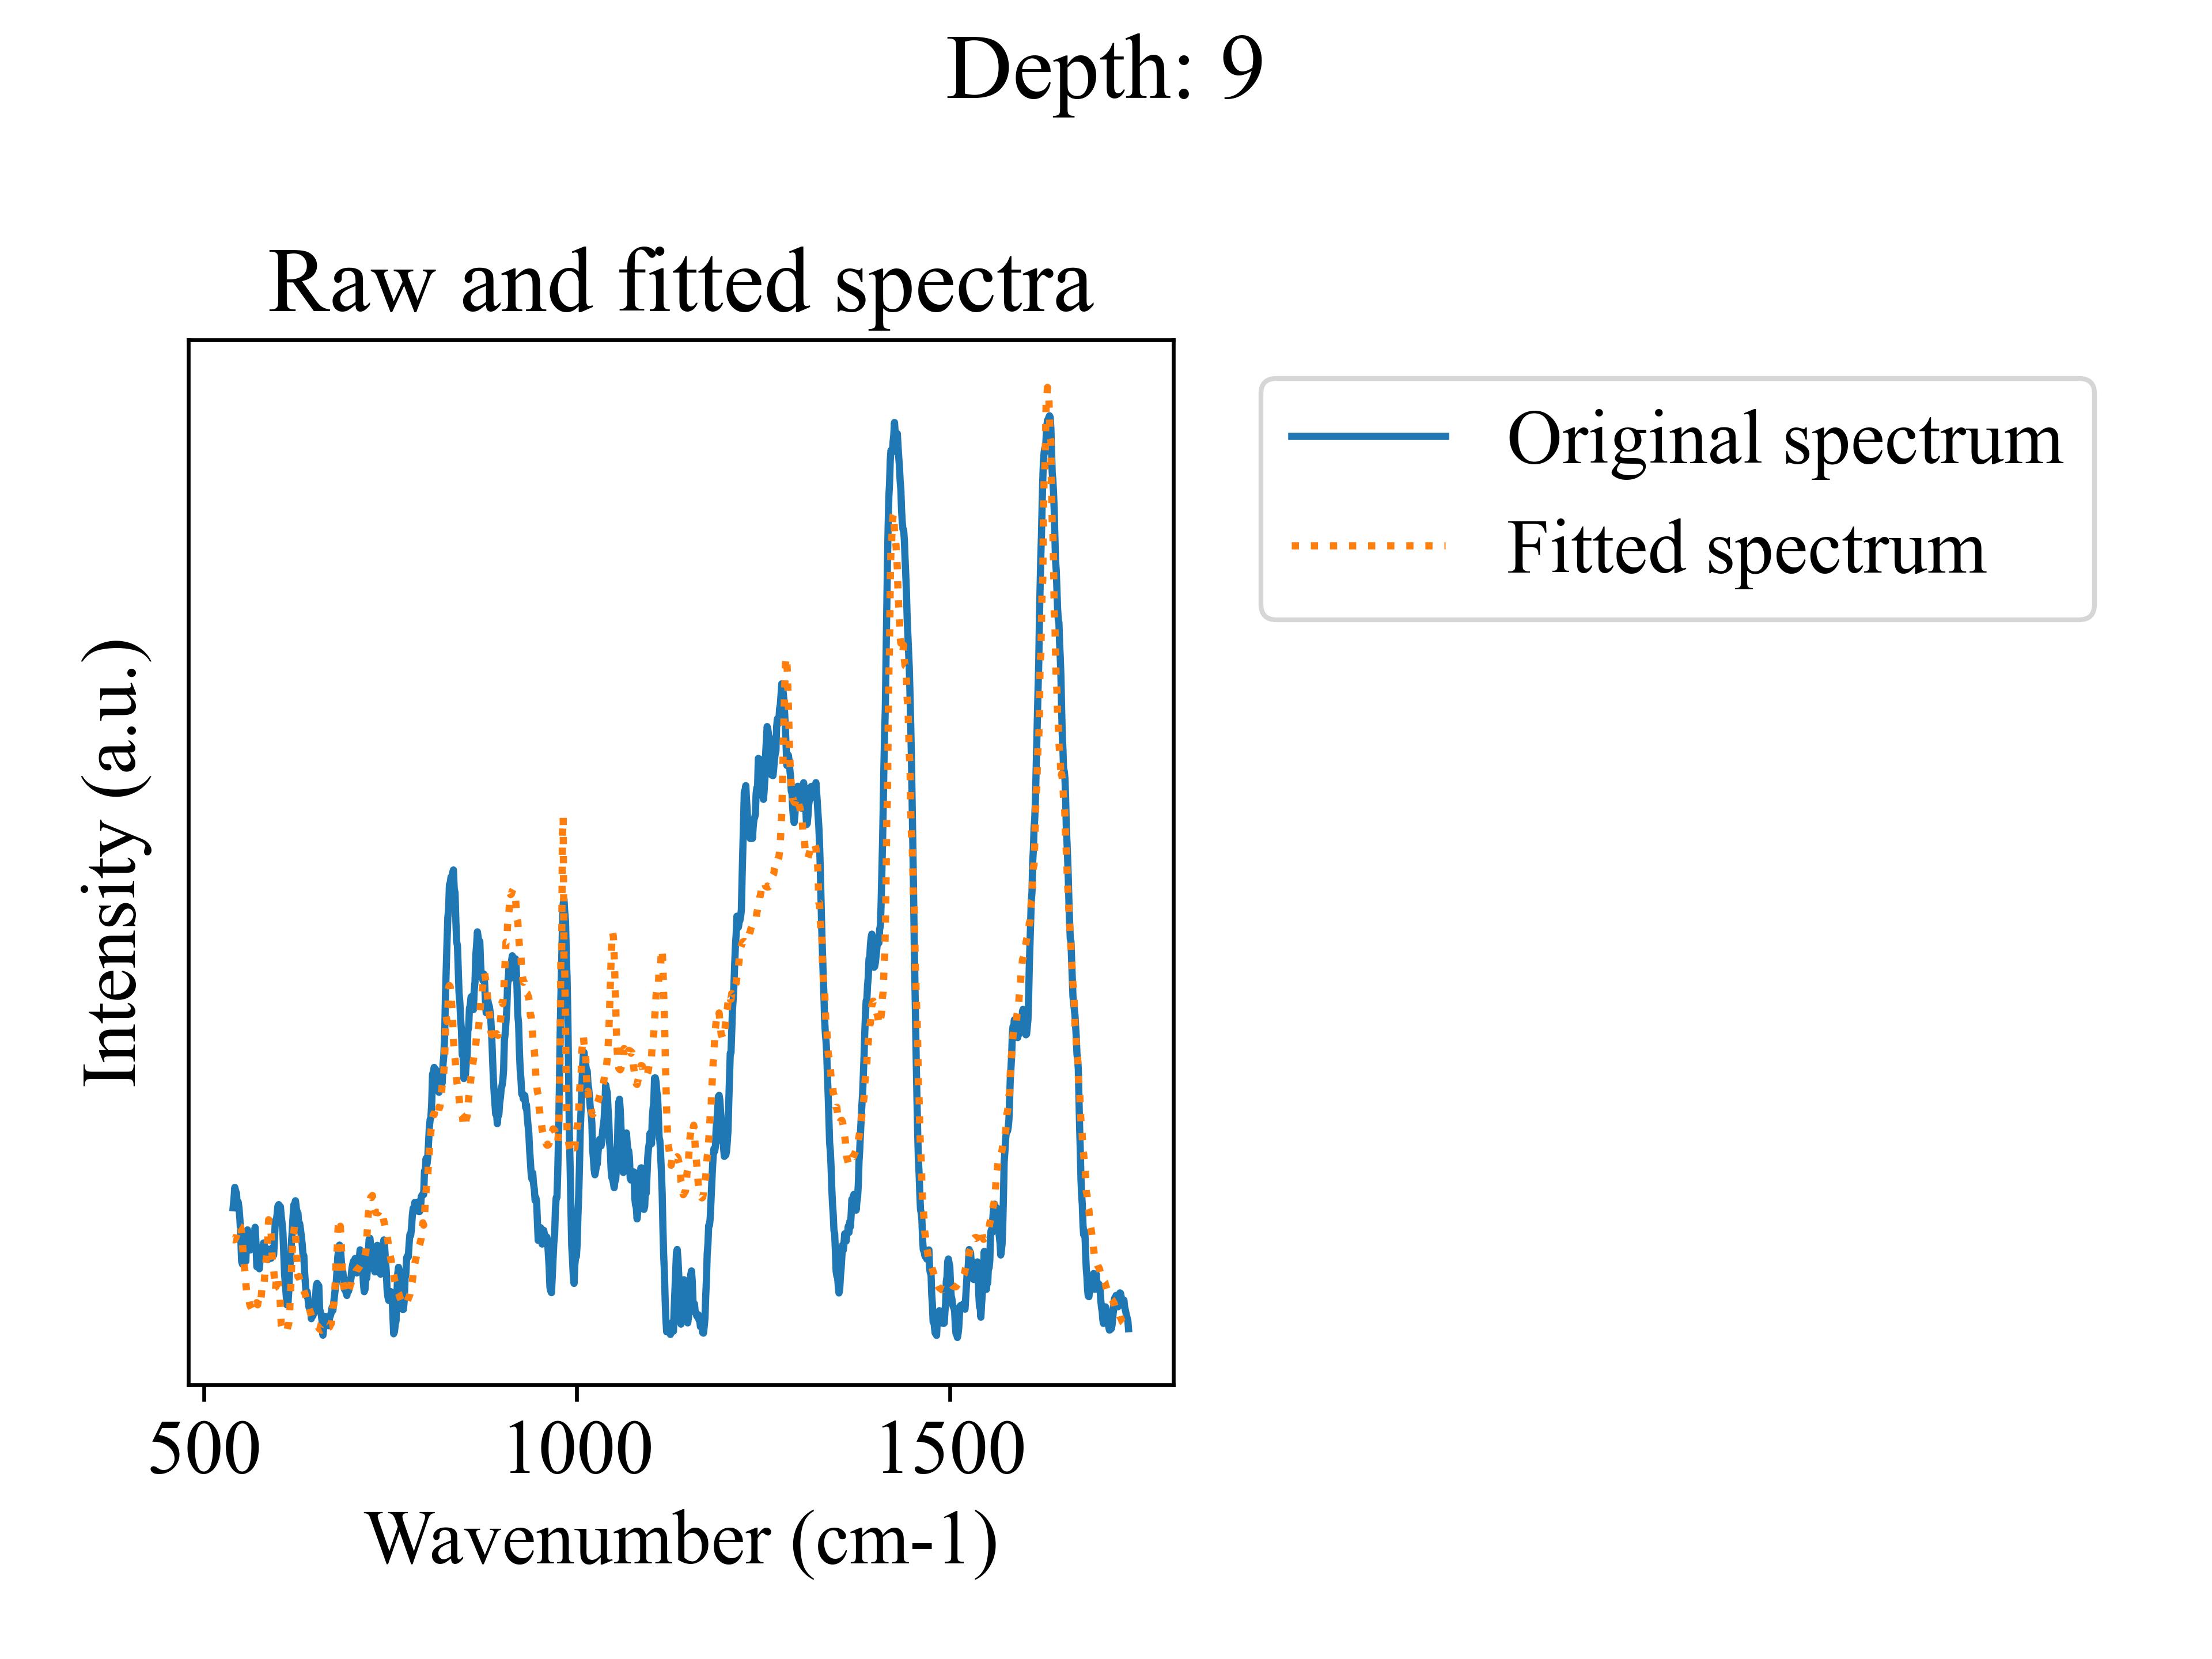 Depth: 9
Raw and fitted spectra
Original spectrum
Fitted spectrum
Intensity (a.u.)
500 1000 1500
Wavenumber (cm-1)